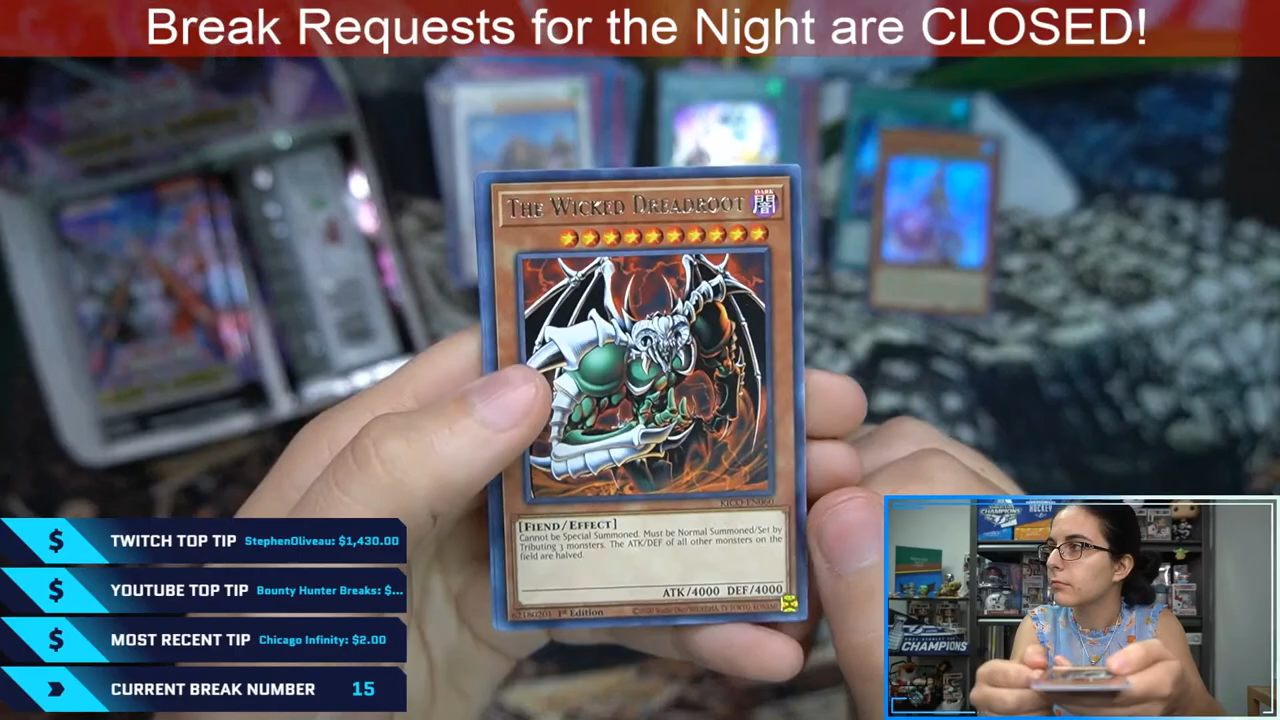 Break Requests for the Night are CLOSED!
THE WICKED DREADROOT
DARK
闇
[FIEND/EFFECT]
Cannot be Special Summoned. Must be Normal Summoned/Set by
Tributing 3 monsters. The ATK/DEF of all other monsters on the
field are halved.
ATK/4000 DEF/4000
1st Edition
TWITCH TOP TIP StephenOliveau: $1,430.00
YOUTUBE TOP TIP Bounty Hunter Breaks: $...
MOST RECENT TIP Chicago Infinity: $2.00
CURRENT BREAK NUMBER 15
CHAMPIONS
HOCKEY
CHAMPIONS